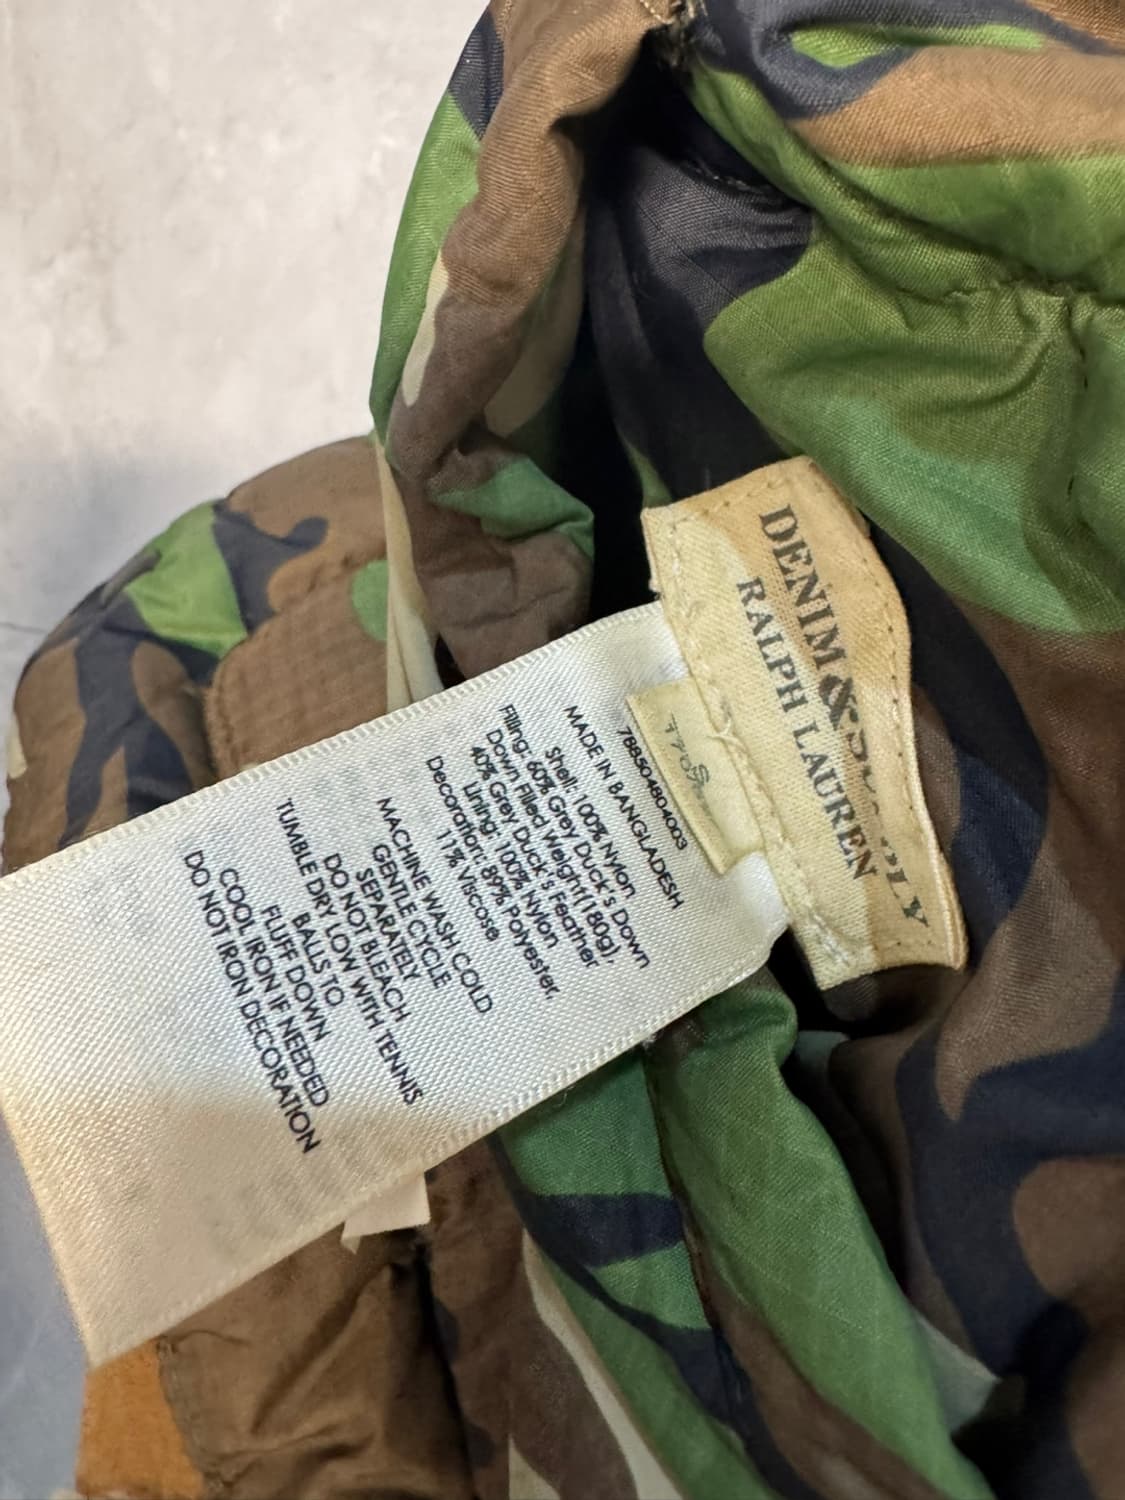 DENIM & SUPPLY
RALPH LAUREN
S
788504804003
MADE IN BANGLADESH
Shell: 100% Nylon
Filling: 60% Grey Duck's Down
Down Filled Weight(180g),
40% Grey Duck's Feather
Lining: 100% Nylon
Decoration: 89% Polyester,
11% Viscose
MACHINE WASH COLD
GENTLE CYCLE
SEPARATELY
DO NOT BLEACH
TUMBLE DRY LOW WITH TENNIS
BALLS TO
FLUFF DOWN
COOL IRON IF NEEDED
DO NOT IRON DECORATION